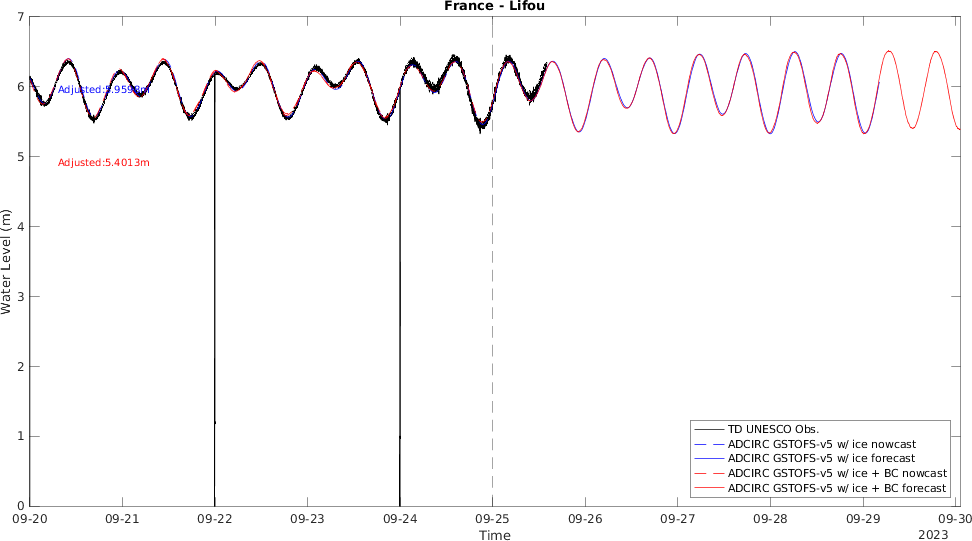 France - Lifou
7
6
5
4
3
2
1
0
Water Level (m)
Adjusted:5.4013m
TD UNESCO Obs.
ADCIRC GSTOFS-v5 w/ ice nowcast
ADCIRC GSTOFS-v5 w/ ice forecast
ADCIRC GSTOFS-v5 w/ ice + BC nowcast
ADCIRC GSTOFS-v5 w/ ice + BC forecast
09-20 09-21 09-22 09-23 09-24 09-25 09-26 09-27 09-28 09-29 09-30
Time
2023